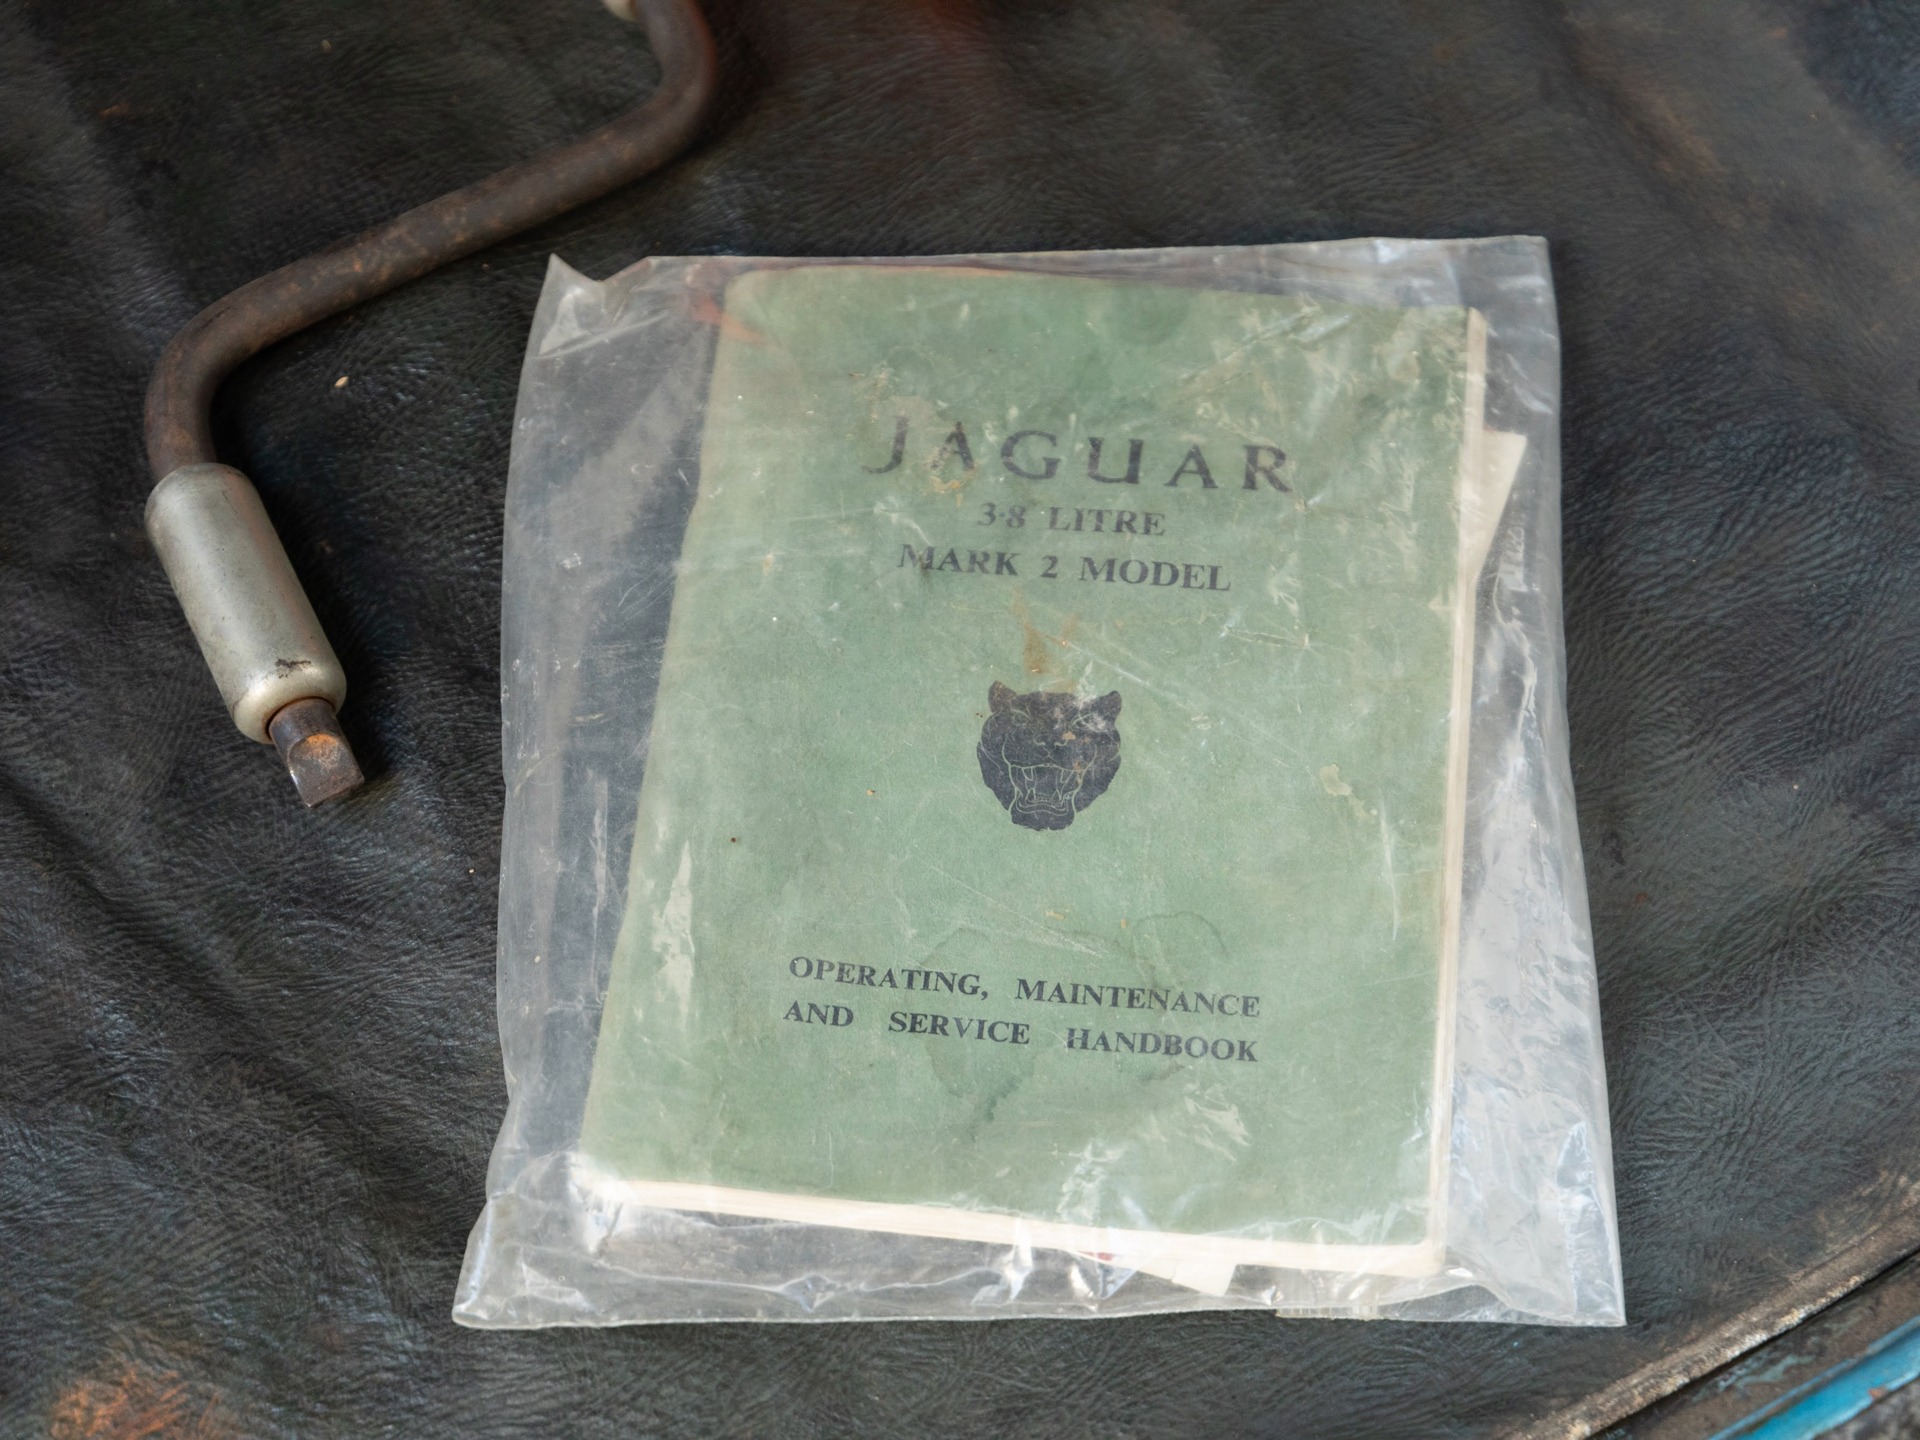 JAGUAR
3·8 LITRE
MARK 2 MODEL
OPERATING, MAINTENANCE
AND SERVICE HANDBOOK